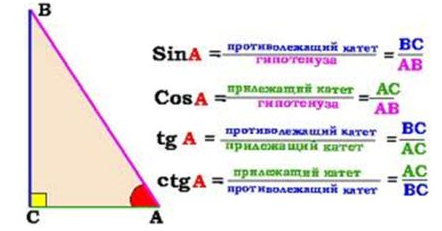 B
SinA = противолежащий катет / гипотенуза = BC / AB
CosA = прилежащий катет / гипотенуза = AC / AB
tg A = противолежащий катет / прилежащий катет = BC / AC
ctg A = прилежащий катет / противолежащий катет = AC / BC
C A